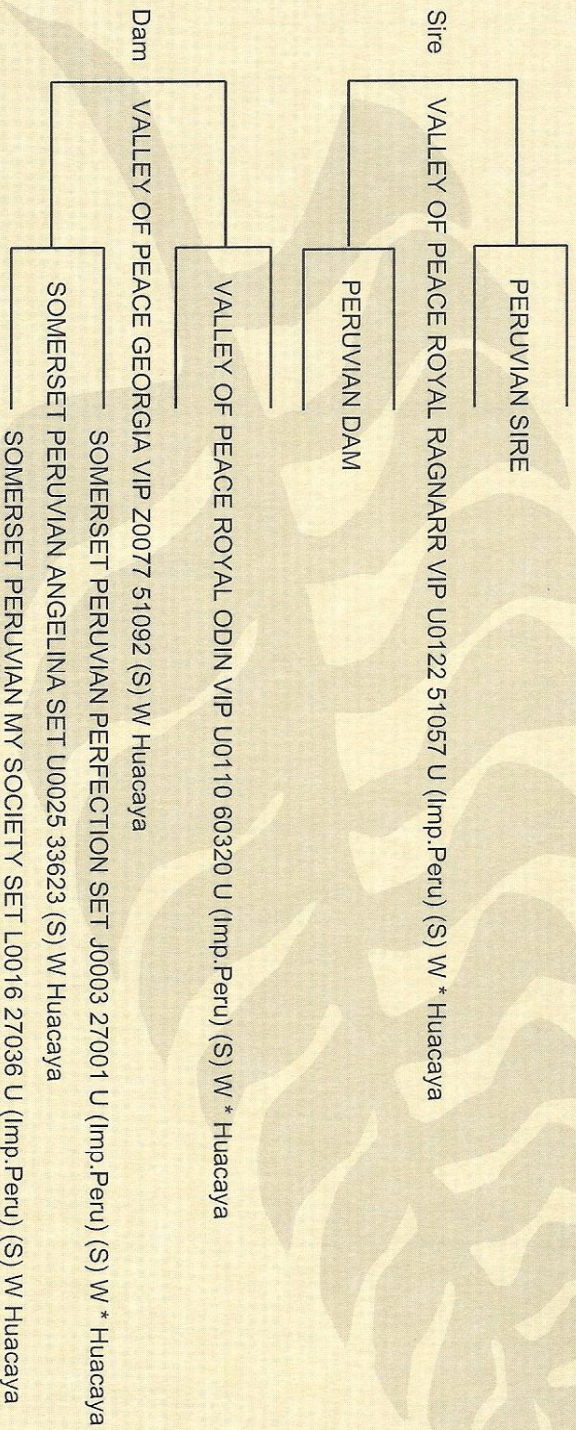 PERUVIAN SIRE
Sire VALLEY OF PEACE ROYAL RAGNARR VIP U0122 51057 U (Imp.Peru) (S) W * Huacaya
PERUVIAN DAM
VALLEY OF PEACE ROYAL ODIN VIP U0110 60320 U (Imp.Peru) (S) W * Huacaya
Dam VALLEY OF PEACE GEORGIA VIP Z0077 51092 (S) W Huacaya
SOMERSET PERUVIAN PERFECTION SET J0003 27001 U (Imp.Peru) (S) W * Huacaya
SOMERSET PERUVIAN ANGELINA SET U0025 33623 (S) W Huacaya
SOMERSET PERUVIAN MY SOCIETY SET L0016 27036 U (Imp.Peru) (S) W Huacaya